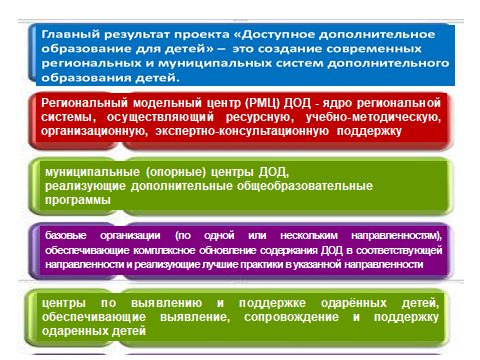 Главный результат проекта «Доступное дополнительное
образование для детей» – это создание современных
региональных и муниципальных систем дополнительного
образования детей.
Региональный модельный центр (РМЦ) ДОД - ядро региональной
системы, осуществляющий ресурсную, учебно-методическую,
организационную, экспертно-консультационную поддержку
муниципальные (опорные) центры ДОД,
реализующие дополнительные общеобразовательные
программы
базовые организации (по одной или нескольким направленностям),
обеспечивающие комплексное обновление содержания ДОД в соответствующей
направленности и реализующие лучшие практики в указанной направленности
центры по выявлению и поддержке одарённых детей,
обеспечивающие выявление, сопровождение и поддержку
одаренных детей